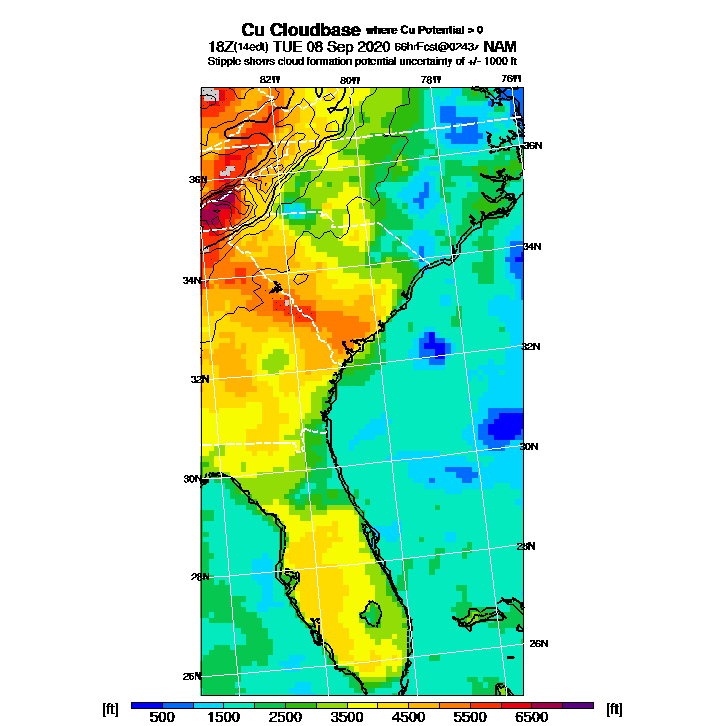 Cu Cloudbase where Cu Potential > 0
18Z(14edt) TUE 08 Sep 2020 66hrFcst@0243z NAM
Stipple shows cloud formation potential uncertainty of +/- 1000 ft
82W 80W 78W 76W
36N
36N
34N
34N
32N
32N
30N
30N
28N
28N
26N
26N
[ft] 500 1500 2500 3500 4500 5500 6500 [ft]